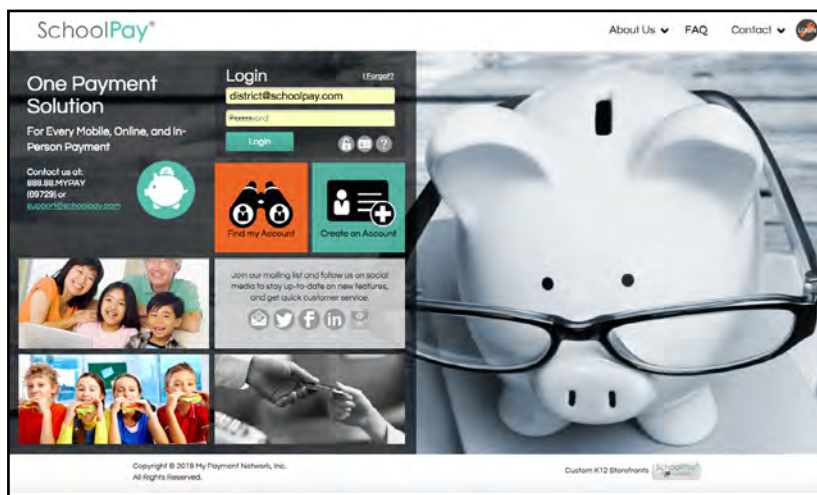 SchoolPay®
About Us
FAQ
Contact
LOGIN
One Payment
Solution
For Every Mobile, Online, and In-
Person Payment
Contact us at:
888.88.MYPAY
(69729) or
support@schoolpay.com
Login
I Forgot?
district@schoolpay.com
Password
Login
Find my Account
Create an Account
Join our mailing list and follow us on social
media to stay up-to-date on new features,
and get quick customer service.
Copyright © 2018 My Payment Network, Inc.
All Rights Reserved.
Custom K12 Storefronts
SchoolPay